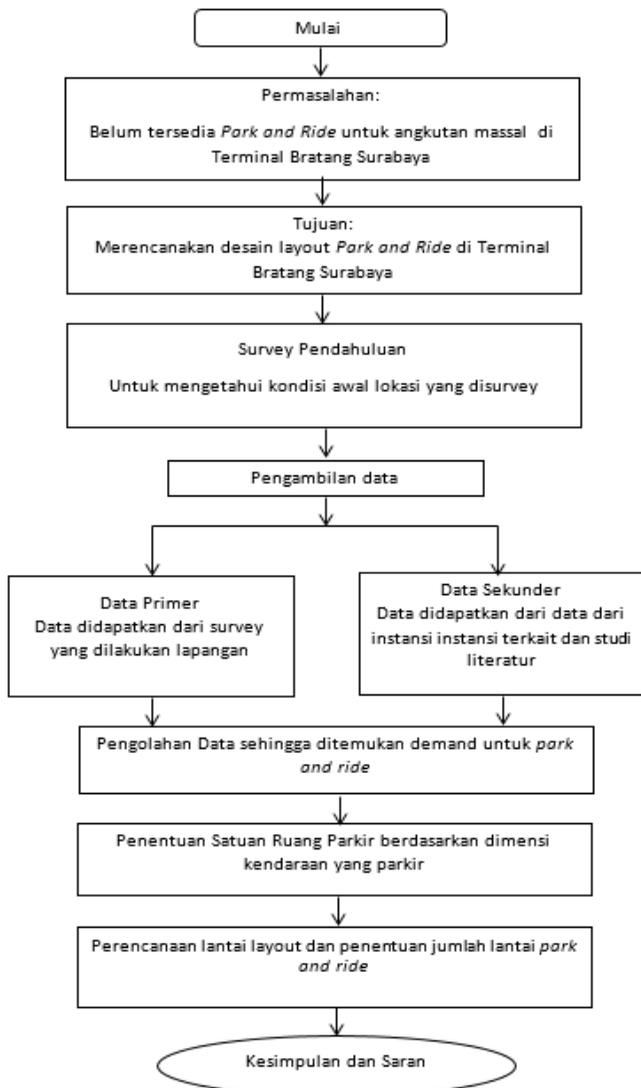 Mulai
Permasalahan:
Belum tersedia Park and Ride untuk angkutan massal di
Terminal Bratang Surabaya
Tujuan:
Merencanakan desain layout Park and Ride di Terminal
Bratang Surabaya
Survey Pendahuluan
Untuk mengetahui kondisi awal lokasi yang disurvey
Pengambilan data
Data Primer
Data didapatkan dari survey
yang dilakukan lapangan
Data Sekunder
Data didapatkan dari data dari
instansi instansi terkait dan studi
literatur
Pengolahan Data sehingga ditemukan demand untuk park
and ride
Penentuan Satuan Ruang Parkir berdasarkan dimensi
kendaraan yang parkir
Perencanaan lantai layout dan penentuan jumlah lantai park
and ride
Kesimpulan dan Saran